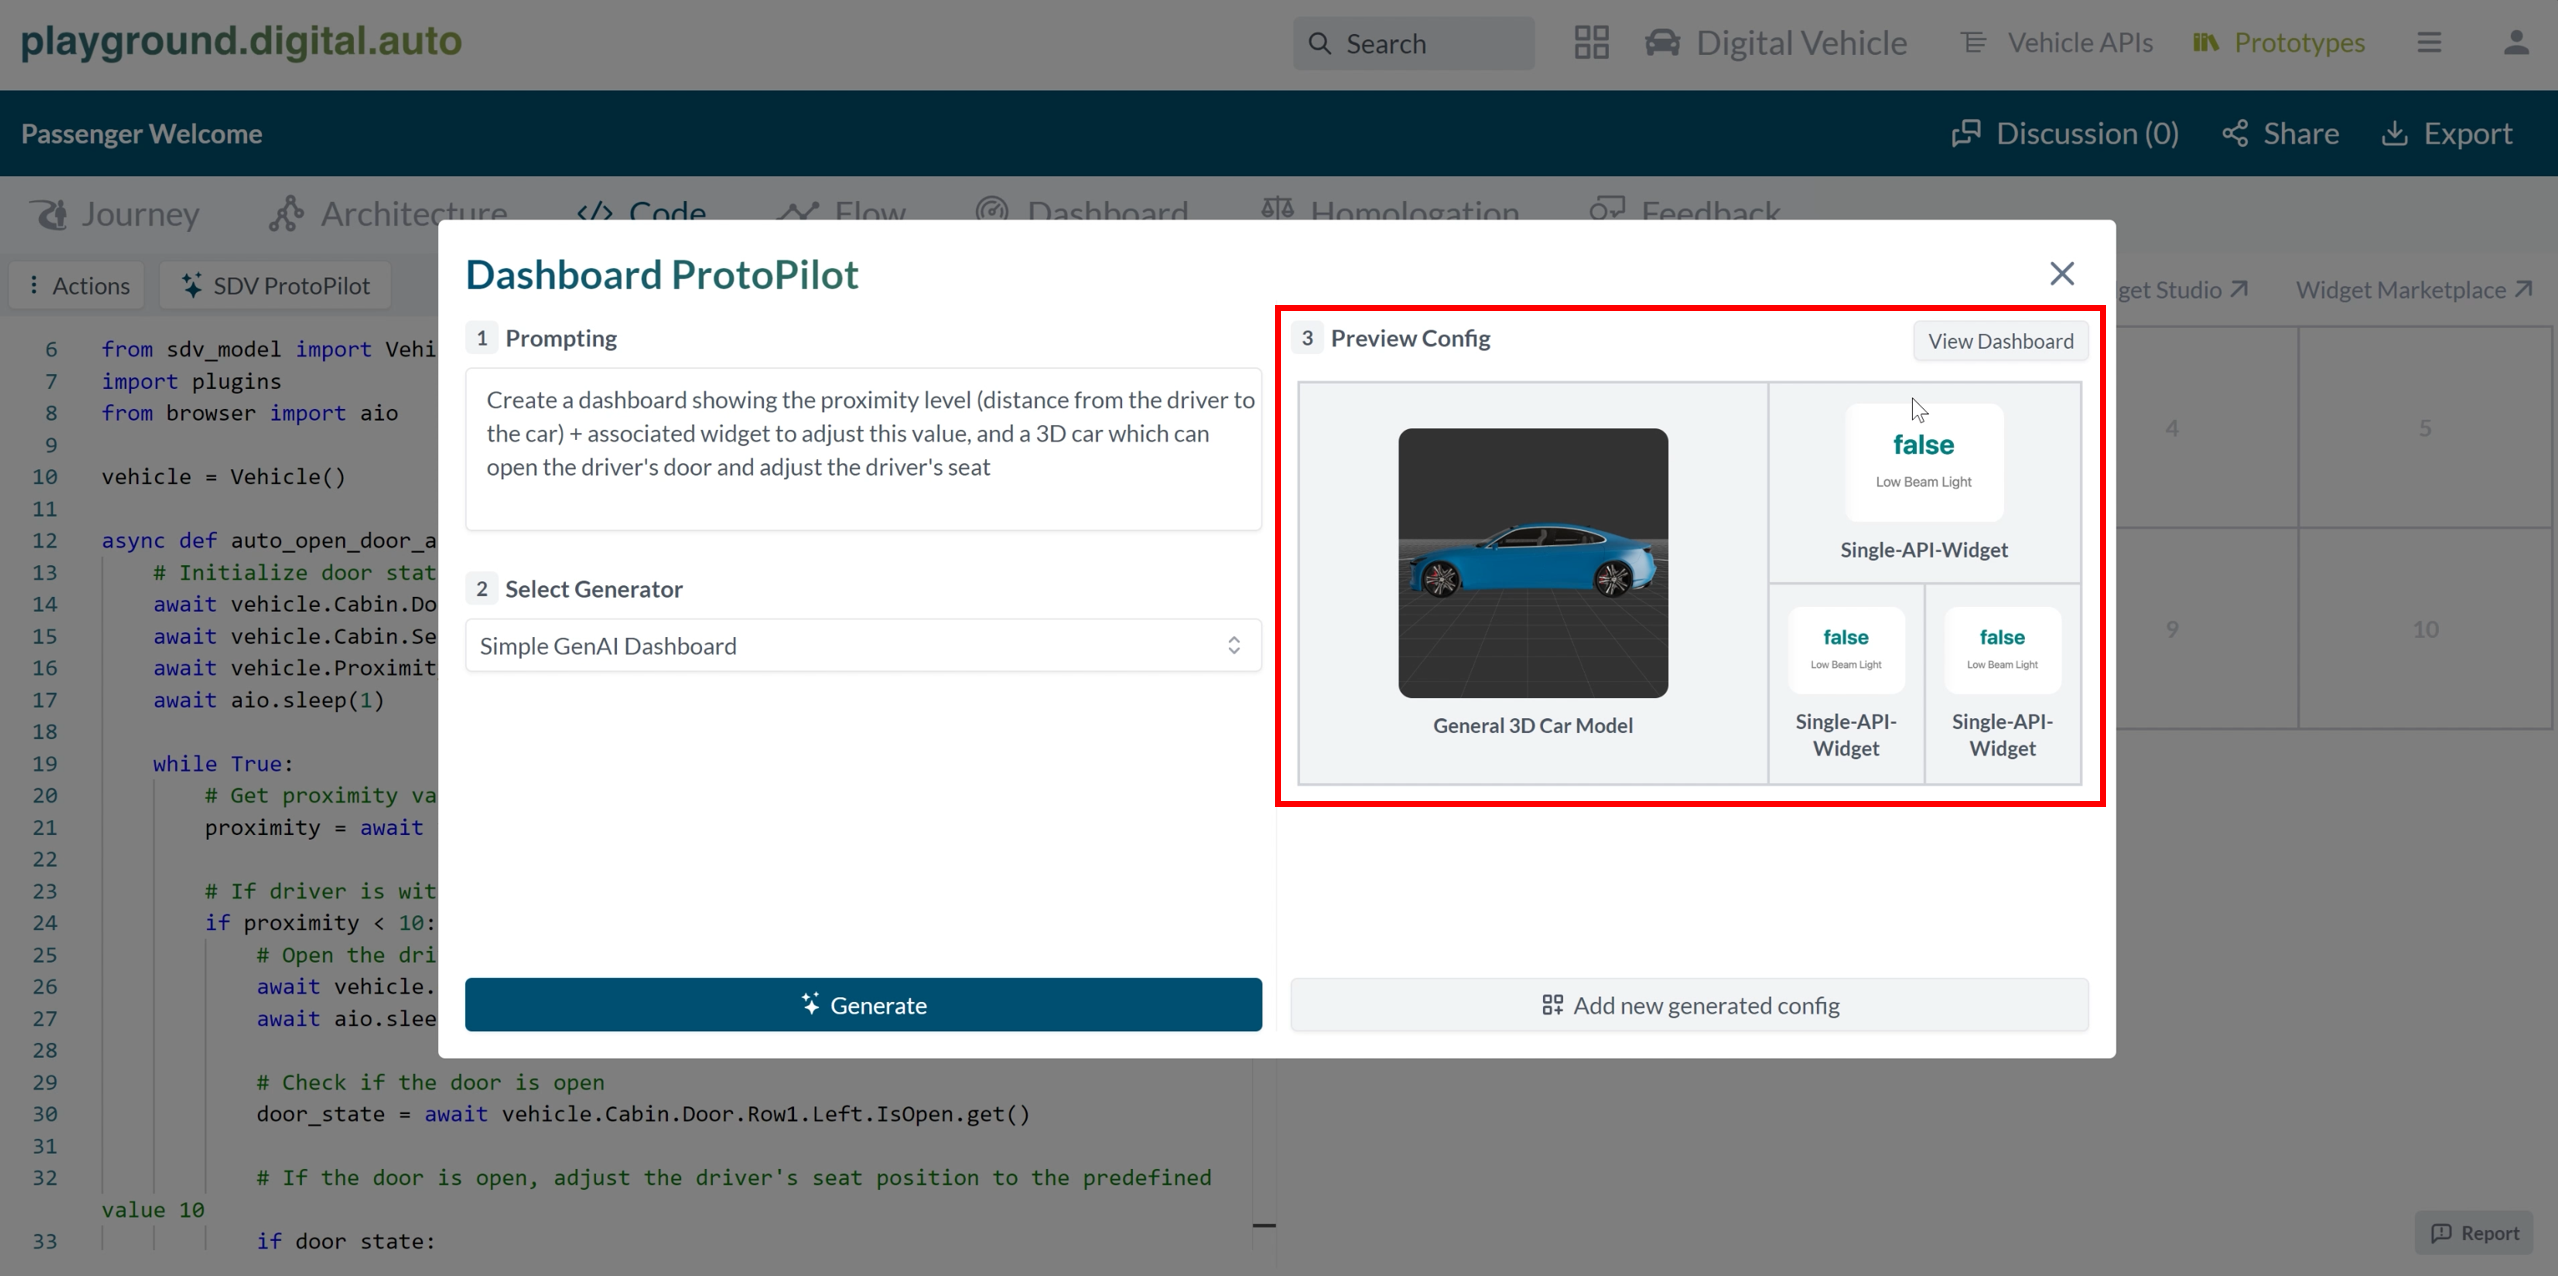 playground.digital.auto
Search
Digital Vehicle
Vehicle APIs
Prototypes
Passenger Welcome
Discussion (0)
Share
Export
Journey
Architecture
Code
Flow
Dashboard
Homologation
Feedback
Actions
SDV ProtoPilot
get Studio
Widget Marketplace
6 from sdv_model import Vehi
7 import plugins
8 from browser import aio
9
10 vehicle = Vehicle()
11
12 async def auto_open_door_a
13 # Initialize door stat
14 await vehicle.Cabin.Do
15 await vehicle.Cabin.Se
16 await vehicle.Proximit
17 await aio.sleep(1)
18
19 while True:
20 # Get proximity va
21 proximity = await
22
23 # If driver is wit
24 if proximity < 10:
25 # Open the dri
26 await vehicle.
27 await aio.slee
28
29 # Check if the door is open
30 door_state = await vehicle.Cabin.Door.Row1.Left.IsOpen.get()
31
32 # If the door is open, adjust the driver's seat position to the predefined
value 10
33 if door state:
Dashboard ProtoPilot
1 Prompting
Create a dashboard showing the proximity level (distance from the driver to
the car) + associated widget to adjust this value, and a 3D car which can
open the driver's door and adjust the driver's seat
2 Select Generator
Simple GenAI Dashboard
Generate
3 Preview Config
View Dashboard
General 3D Car Model
false
Low Beam Light
Single-API-Widget
false
Low Beam Light
Single-API-
Widget
false
Low Beam Light
Single-API-
Widget
Add new generated config
4
5
9
10
Report